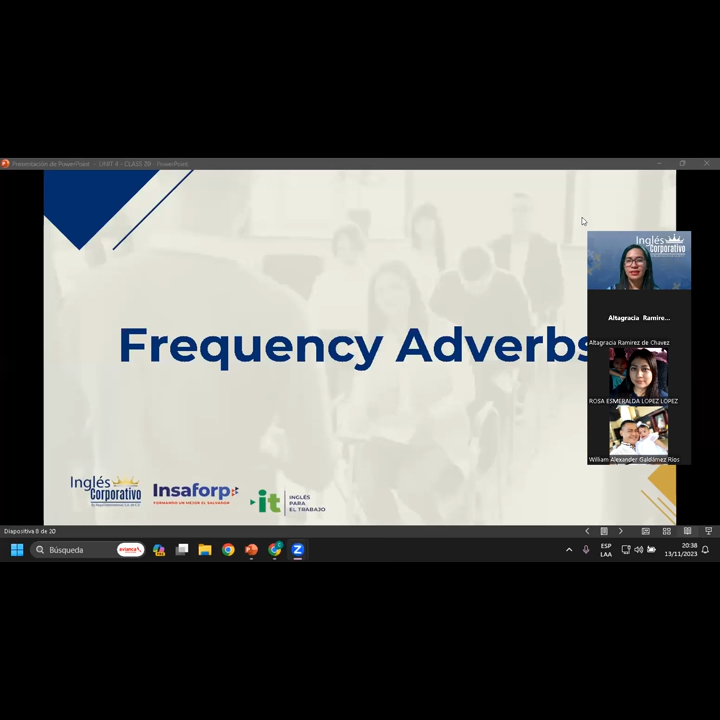 Presentación de PowerPoint - UNIT 4 - CLASS 20 - PowerPoint
Inglés
Corporativo
Altagracia Ramire...
Altagracia Ramirez de Chavez
ROSA ESMERALDA LOPEZ LOPEZ
William Alexander Galdámez Ríos
Frequency Adverbs
Inglés
Corporativo
Insaforp
FORMANDO UN MEJOR EL SALVADOR
it
INGLÉS
PARA
EL TRABAJO
Diapositiva 8 de 20
Búsqueda
avianca
ESP
LAA
20:38
13/11/2023